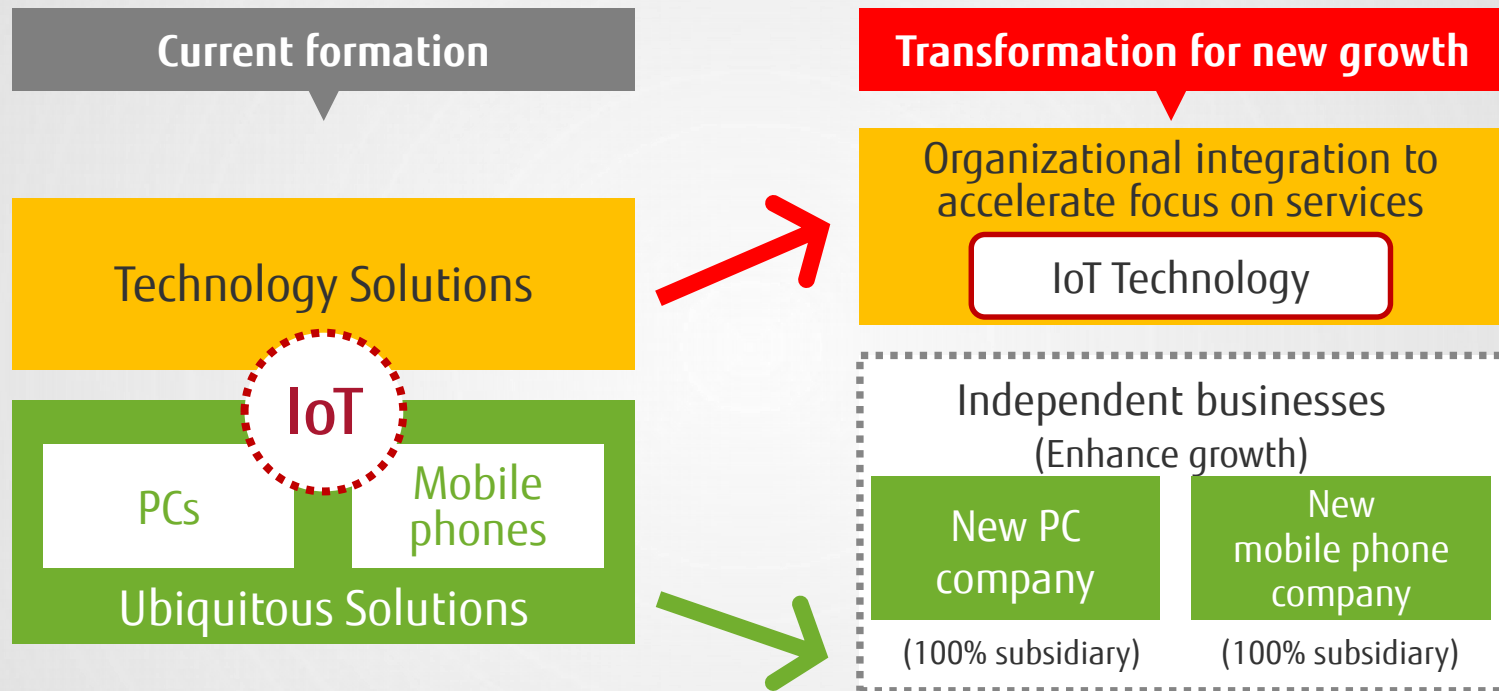 Current formation
Technology Solutions
IoT
PCs
Mobile
phones
Ubiquitous Solutions
Transformation for new growth
Organizational integration to
accelerate focus on services
IoT Technology
Independent businesses
(Enhance growth)
New PC
company
(100% subsidiary)
New
mobile phone
company
(100% subsidiary)